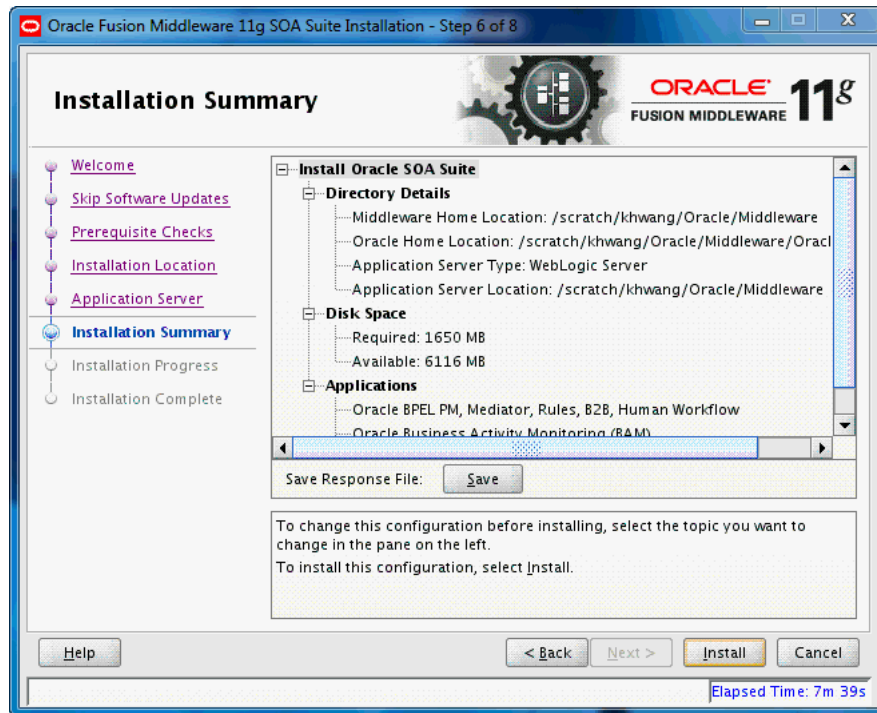 Oracle Fusion Middleware 11g SOA Suite Installation - Step 6 of 8
Installation Summary
ORACLE
FUSION MIDDLEWARE
11g
Welcome
Skip Software Updates
Prerequisite Checks
Installation Location
Application Server
Installation Summary
Installation Progress
Installation Complete
Install Oracle SOA Suite
Directory Details
Middleware Home Location: /scratch/khwang/Oracle/Middleware
Oracle Home Location: /scratch/khwang/Oracle/Middleware/Oracl
Application Server Type: WebLogic Server
Application Server Location: /scratch/khwang/Oracle/Middleware
Disk Space
Required: 1650 MB
Available: 6116 MB
Applications
Oracle BPEL PM, Mediator, Rules, B2B, Human Workflow
Oracle Business Activity Monitoring (BAM)
Save Response File:
Save
To change this configuration before installing, select the topic you want to
change in the pane on the left.
To install this configuration, select Install.
Help
< Back
Next >
Install
Cancel
Elapsed Time: 7m 39s